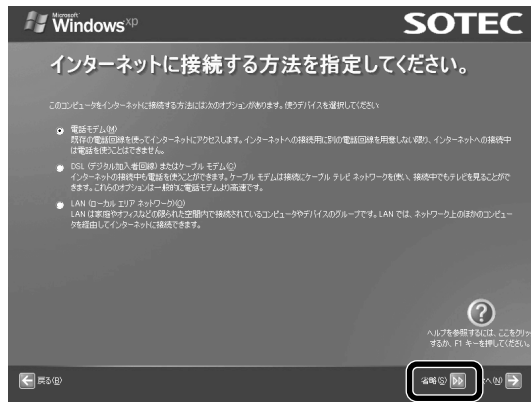 Microsoft
Windows xp
SOTEC
インターネットに接続する方法を指定してください。
このコンピュータをインターネットに接続する方法には次のオプションがあります。使うデバイスを選択してください
電話モデム(M)
既存の電話回線を使ってインターネットにアクセスします。インターネットへの接続用に別の電話回線を用意しない限り、インターネットへの接続中
は電話を使うことはできません。
DSL (デジタル加入者回線) またはケーブル モデム(C)
インターネットの接続中も電話を使うことができます。ケーブル モデムは接続にケーブル テレビ ネットワークを使い、接続中でもテレビを見ることがで
きます。これらのオプションは一般的に電話モデムより高速です。
LAN (ローカル エリア ネットワーク)(O)
LAN は家庭やオフィスなどの限られた空間内で接続されているコンピュータやデバイスのグループです。LAN では、ネットワーク上のほかのコンピュー
タを経由してインターネットに接続できます。
ヘルプを参照するには、ここをクリッ
するか、F1 キーを押してください。
戻る(B)
省略(S)
へ(N)